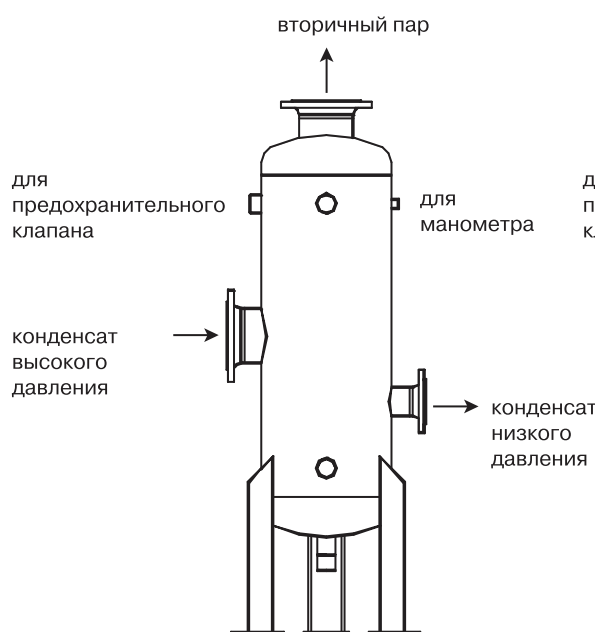 вторичный пар
для
предохранительного
клапана
для
манометра
конденсат
высокого
давления
конденсат
низкого
давления